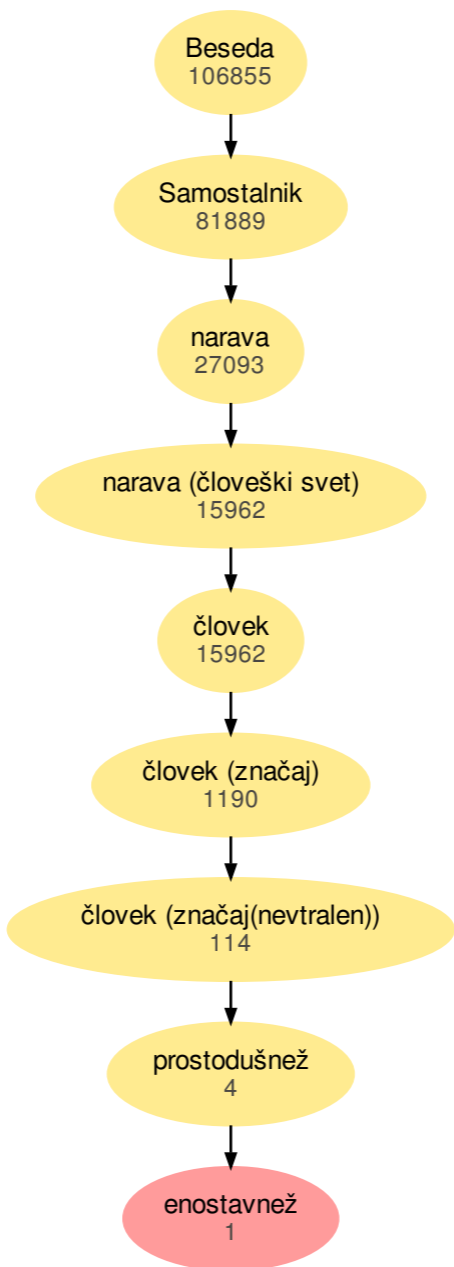 Beseda
106855
Samostalnik
81889
narava
27093
narava (človeški svet)
15962
človek
15962
človek (značaj)
1190
človek (značaj(nevtralen))
114
prostodušnež
4
enostavnež
1